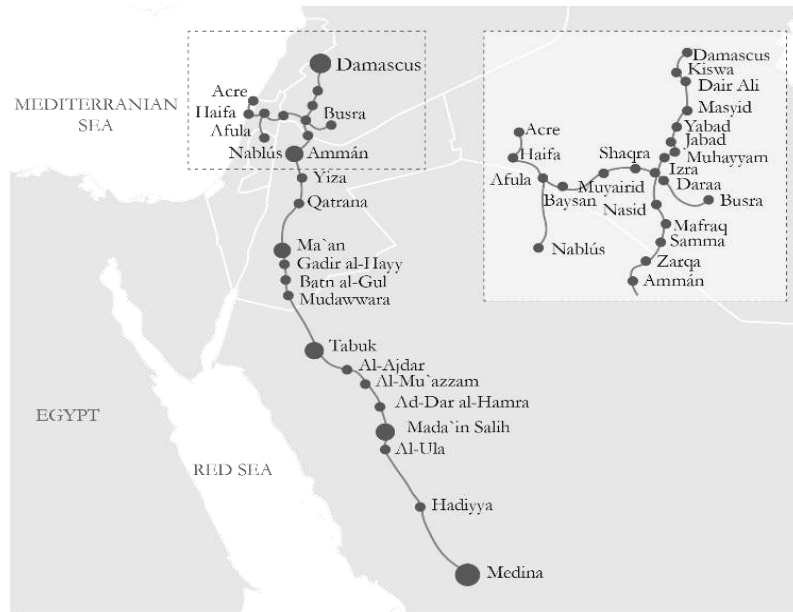 Damascus
Acre
Haifa
Afula
Busra
Nablús
Ammán
MEDITERRANIAN
SEA
Yiza
Qatrana
Ma`an
Gadir al-Hayy
Batn al-Gul
Mudawwara
Tabuk
Al-Ajdar
Al-Mu`azzam
Ad-Dar al-Hamra
Mada`in Salih
Al-Ula
EGYPT
RED SEA
Hadiyya
Medina
Damascus
Kiswa
Dair Ali
Masyid
Yabad
Jabad
Muhayyam
Izra
Daraa
Busra
Acre
Haifa
Shaqra
Afula
Muyairid
Baysan
Nasid
Mafraq
Samma
Nablús
Zarqa
Ammán